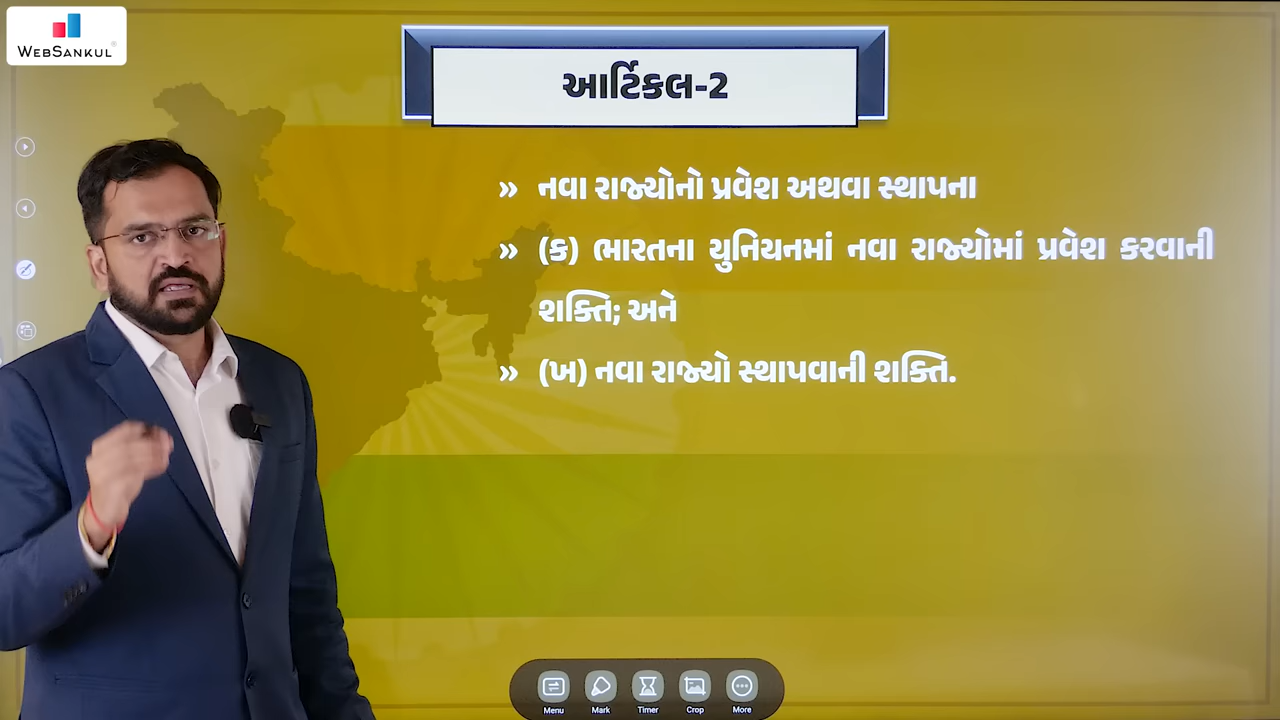 WEBSANKUL
આર્ટિકલ-2
» નવા રાજ્યોનો પ્રવેશ અથવા સ્થાપના
» (ક) ભારતના યુનિયનમાં નવા રાજ્યોમાં પ્રવેશ કરવાની
શક્તિ; અને
» (ખ) નવા રાજ્યો સ્થાપવાની શક્તિ.
Menu Mark Timer Crop More